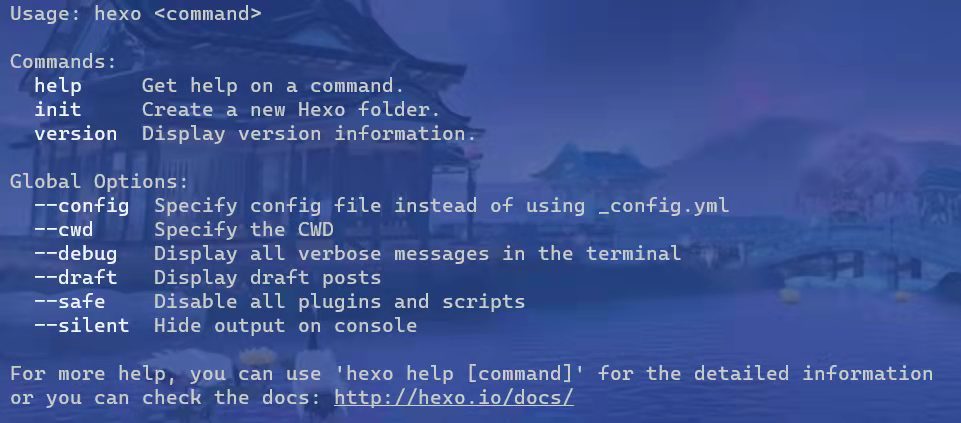 Usage: hexo <command>

Commands:
  help     Get help on a command.
  init     Create a new Hexo folder.
  version  Display version information.

Global Options:
  --config  Specify config file instead of using _config.yml
  --cwd     Specify the CWD
  --debug   Display all verbose messages in the terminal
  --draft   Display draft posts
  --safe    Disable all plugins and scripts
  --silent  Hide output on console

For more help, you can use 'hexo help [command]' for the detailed information
or you can check the docs: http://hexo.io/docs/